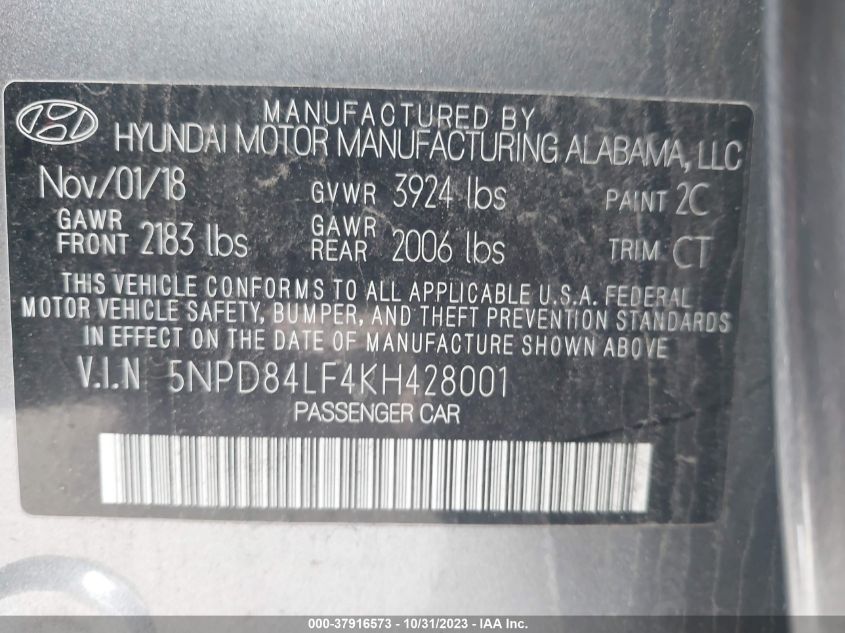 MANUFACTURED BY
HYUNDAI MOTOR MANUFACTURING ALABAMA, LLC
Nov/01/18 GVWR 3924 lbs PAINT 2C
GAWR FRONT 2183 lbs GAWR REAR 2006 lbs TRIM CT
THIS VEHICLE CONFORMS TO ALL APPLICABLE U.S.A. FEDERAL
MOTOR VEHICLE SAFETY, BUMPER, AND THEFT PREVENTION STANDARDS
IN EFFECT ON THE DATE OF MANUFACTURE SHOWN ABOVE
V.I.N 5NPD84LF4KH428001
PASSENGER CAR
000-37916573 - 10/31/2023 - IAA Inc.